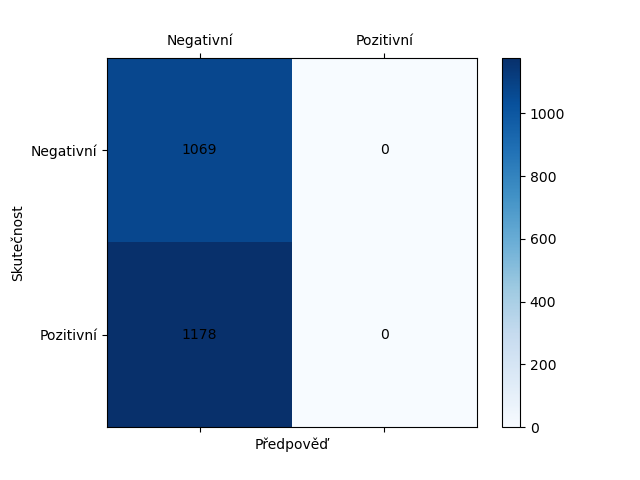 Negativní Pozitivní
Negativní 1069 0
Pozitivní 1178 0
Skutečnost
Předpověď
1000
800
600
400
200
0